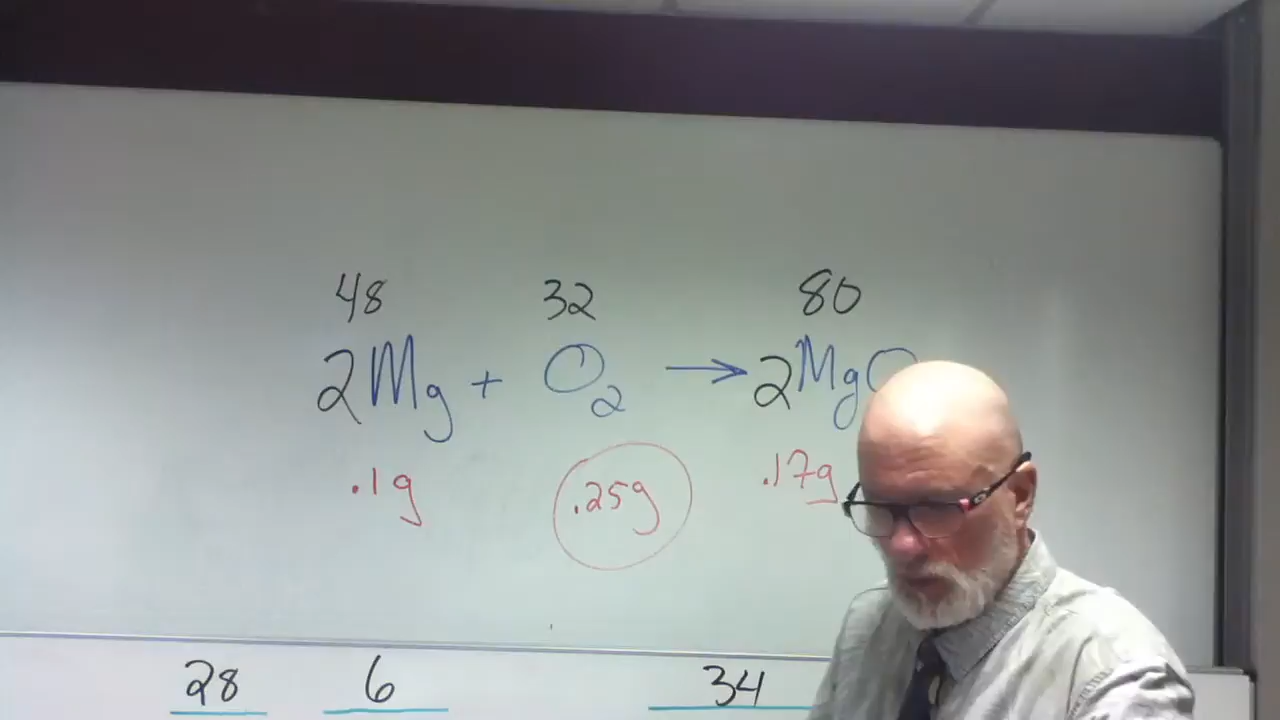 48 32 80
2Mg + O₂ → 2MgO
.1g .25g .17g
28 6 34